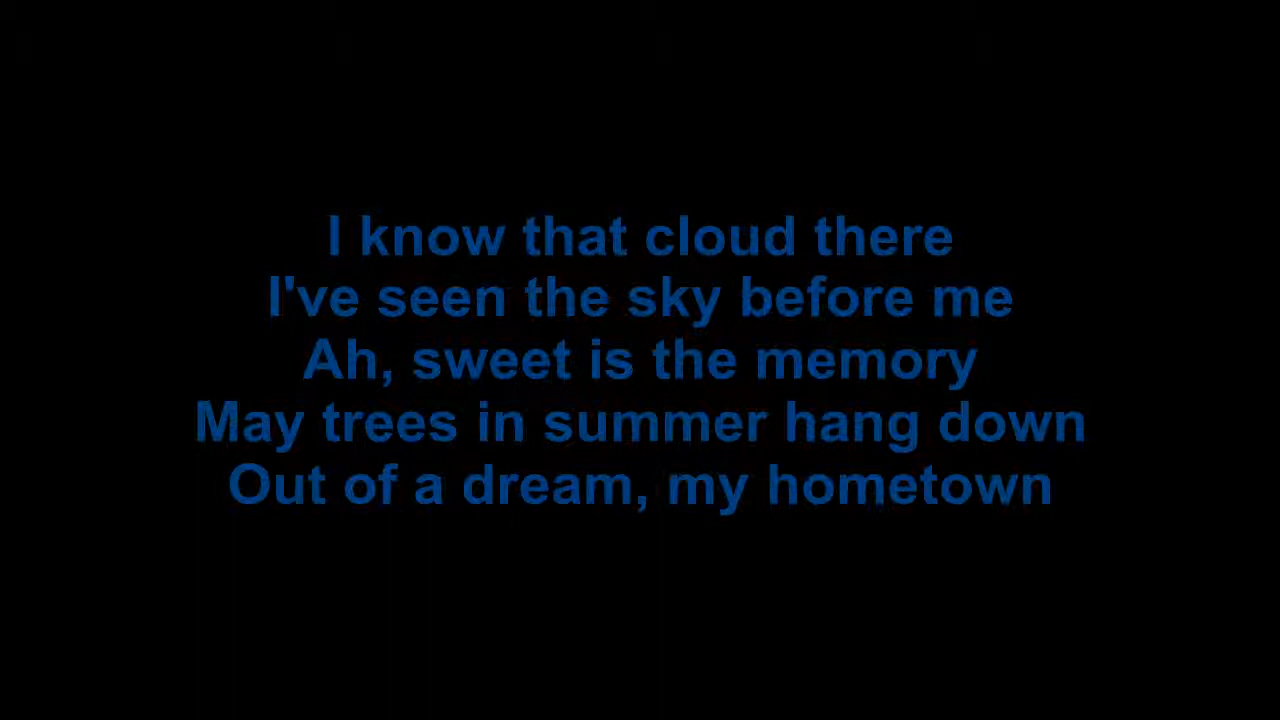 I know that cloud there
I've seen the sky before me
Ah, sweet is the memory
May trees in summer hang down
Out of a dream, my hometown